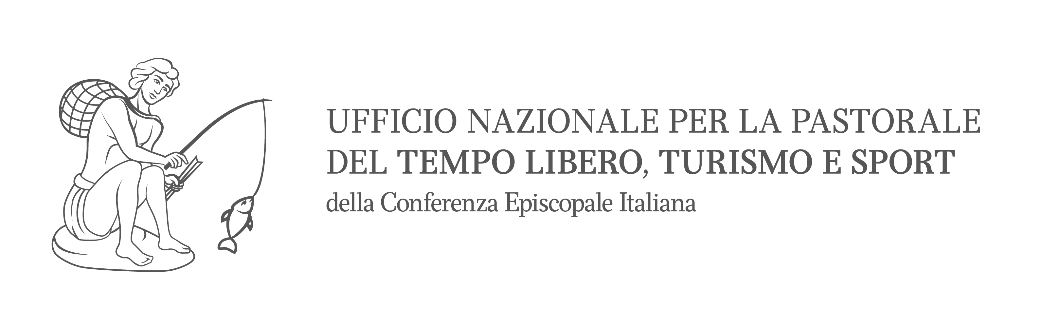 UFFICIO NAZIONALE PER LA PASTORALE
DEL TEMPO LIBERO, TURISMO E SPORT
della Conferenza Episcopale Italiana